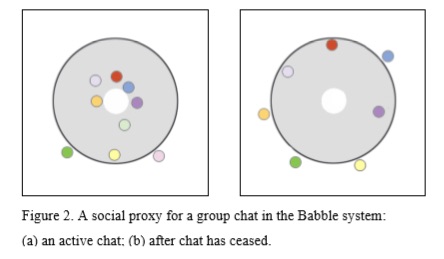 Figure 2. A social proxy for a group chat in the Babble system:
(a) an active chat; (b) after chat has ceased.